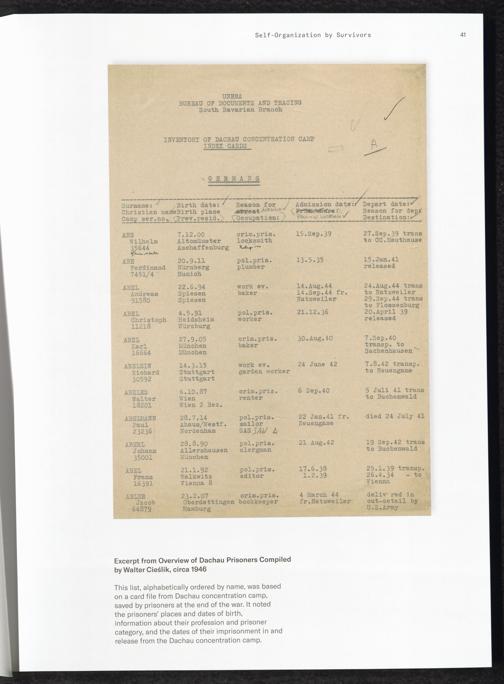 Self-Organization by Survivors 41
UNRRA
BUREAU OF DOCUMENTS AND TRACING
South Bavarian Branch
INVENTORY OF DACHAU CONCENTRATION CAMP
INDEX CARDS
A
GERMANS
Surname: Birth date: Reason for Admission date: Depart date:
Christian name Birth place arrest Reason for dep
Camp ser.no. Prev.resid. Occupation: Destination:
ABE 7.12.00 crim.pris. 15.Sep.39 27.Sep.39 trans
Wilhelm Altomünster locksmith to CC.Mauthause
35644 Aschaffenburg
ABE 20.9.11 pol.pris. 13.5.35 15.Jan.41
Ferdinand Nürnberg plumber released
7451/4 Munich
ABEL 22.6.94 work ev. 14.Aug.44 24.Aug.44 trans
Andreas Spiesen baker 14.Sep.44 fr. to Natzweiler
91580 Spiesen Natzweiler 29.Sep.44 trans
to Flossenburg
ABEL 4.5.91 pol.pris. 21.12.36 20.April 39
Christoph Heidsheim worker released
11218 Würzburg
ABEL 27.9.05 crim.pris. 30.Aug.40 7.Sep.40
Karl München baker transp. to
16664 München Sachsenhausen
ABELEIN 14.3.15 work ev. 24 June 42 7.8.42 transp.
Richard Stuttgart garden worker to Neuengame
30592 Stuttgart
ABELES 6.10.87 crim.pris. 6 Sep.40 5 Juli 41 trans
Walter Wien renter to Buchenwald
18201 Wien 2 Bez.
ABELMANN 28.7.14 pol.pris. 22 Jan.41 fr. died 24 July 41
Paul Ahaus/Westf. sailor Neuengame
23236 Nordenham
ABERL 28.8.90 pol.pris. 21 Aug.42 19 Sep.42 trans
Johann Allershausen clergman to Buchenwald
35001 München
ABEL 21.1.92 pol.pris. 17.6.38 25.1.39 transp.
Franz Walkwitz editor 1.2.39 26.4.34 - to
16391 Vienna 8 Vienna
ADLER 23.2.07 crim.pris. 4 March 44 delivered in
Jacob Oberdettingen bookkeeper fr.Natzweiler out-detail by
64879 Hamburg U.S.Army
Excerpt from Overview of Dachau Prisoners Compiled
by Walter Cieślik, circa 1946
This list, alphabetically ordered by name, was based
on a card file from Dachau concentration camp,
saved by prisoners at the end of the war. It noted
the prisoners' places and dates of birth,
information about their profession and prisoner
category, and the dates of their imprisonment in and
release from the Dachau concentration camp.